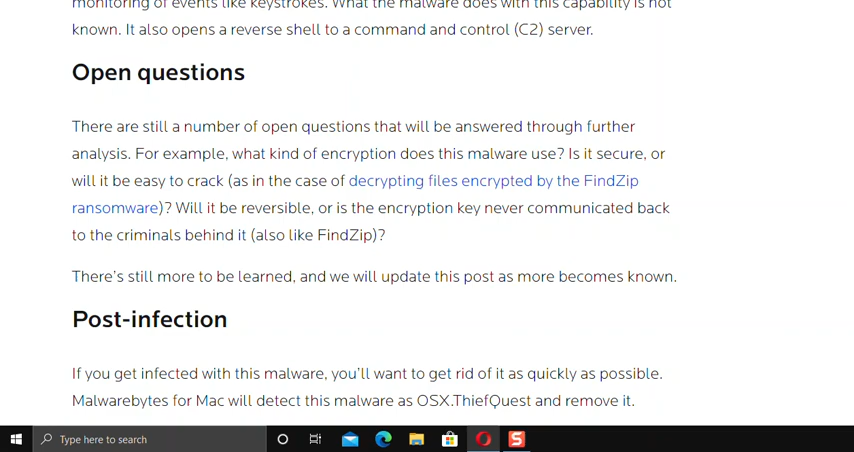 monitoring of events like keystrokes. What the malware does with this capability is not
known. It also opens a reverse shell to a command and control (C2) server.
Open questions
There are still a number of open questions that will be answered through further
analysis. For example, what kind of encryption does this malware use? Is it secure, or
will it be easy to crack (as in the case of decrypting files encrypted by the FindZip
ransomware)? Will it be reversible, or is the encryption key never communicated back
to the criminals behind it (also like FindZip)?
There's still more to be learned, and we will update this post as more becomes known.
Post-infection
If you get infected with this malware, you'll want to get rid of it as quickly as possible.
Malwarebytes for Mac will detect this malware as OSX.ThiefQuest and remove it.
Type here to search
S